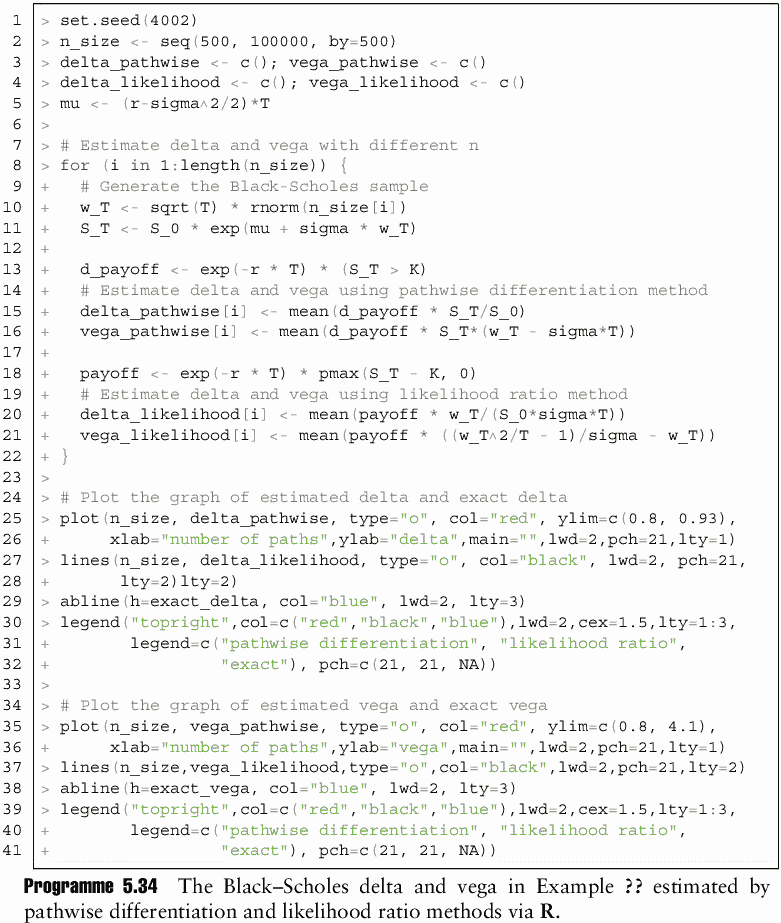 1 > set.seed(4002)
2 > n_size <- seq(500, 100000, by=500)
3 > delta_pathwise <- c(); vega_pathwise <- c()
4 > delta_likelihood <- c(); vega_likelihood <- c()
5 > mu <- (r-sigma^2/2)*T
6 >
7 > # Estimate delta and vega with different n
8 > for (i in 1:length(n_size)) {
9 +   # Generate the Black-Scholes sample
10 +   w_T <- sqrt(T) * rnorm(n_size[i])
11 +   S_T <- S_0 * exp(mu + sigma * w_T)
12 +
13 +   d_payoff <- exp(-r * T) * (S_T > K)
14 +   # Estimate delta and vega using pathwise differentiation method
15 +   delta_pathwise[i] <- mean(d_payoff * S_T/S_0)
16 +   vega_pathwise[i] <- mean(d_payoff * S_T*(w_T - sigma*T))
17 +
18 +   payoff <- exp(-r * T) * pmax(S_T - K, 0)
19 +   # Estimate delta and vega using likelihood ratio method
20 +   delta_likelihood[i] <- mean(payoff * w_T/(S_0*sigma*T))
21 +   vega_likelihood[i] <- mean(payoff * ((w_T^2/T - 1)/sigma - w_T))
22 + }
23 >
24 > # Plot the graph of estimated delta and exact delta
25 > plot(n_size, delta_pathwise, type="o", col="red", ylim=c(0.8, 0.93),
26 +      xlab="number of paths",ylab="delta",main="",lwd=2,pch=21,lty=1)
27 > lines(n_size, delta_likelihood, type="o", col="black", lwd=2, pch=21,
28 +       lty=2)lty=2)
29 > abline(h=exact_delta, col="blue", lwd=2, lty=3)
30 > legend("topright",col=c("red","black","blue"),lwd=2,cex=1.5,lty=1:3,
31 +        legend=c("pathwise differentiation", "likelihood ratio",
32 +                 "exact"), pch=c(21, 21, NA))
33 >
34 > # Plot the graph of estimated vega and exact vega
35 > plot(n_size, vega_pathwise, type="o", col="red", ylim=c(0.8, 4.1),
36 +      xlab="number of paths",ylab="vega",main="",lwd=2,pch=21,lty=1)
37 > lines(n_size,vega_likelihood,type="o",col="black",lwd=2,pch=21,lty=2)
38 > abline(h=exact_vega, col="blue", lwd=2, lty=3)
39 > legend("topright",col=c("red","black","blue"),lwd=2,cex=1.5,lty=1:3,
40 +        legend=c("pathwise differentiation", "likelihood ratio",
41 +                 "exact"), pch=c(21, 21, NA))
Programme 5.34 The Black–Scholes delta and vega in Example ?? estimated by
pathwise differentiation and likelihood ratio methods via R.